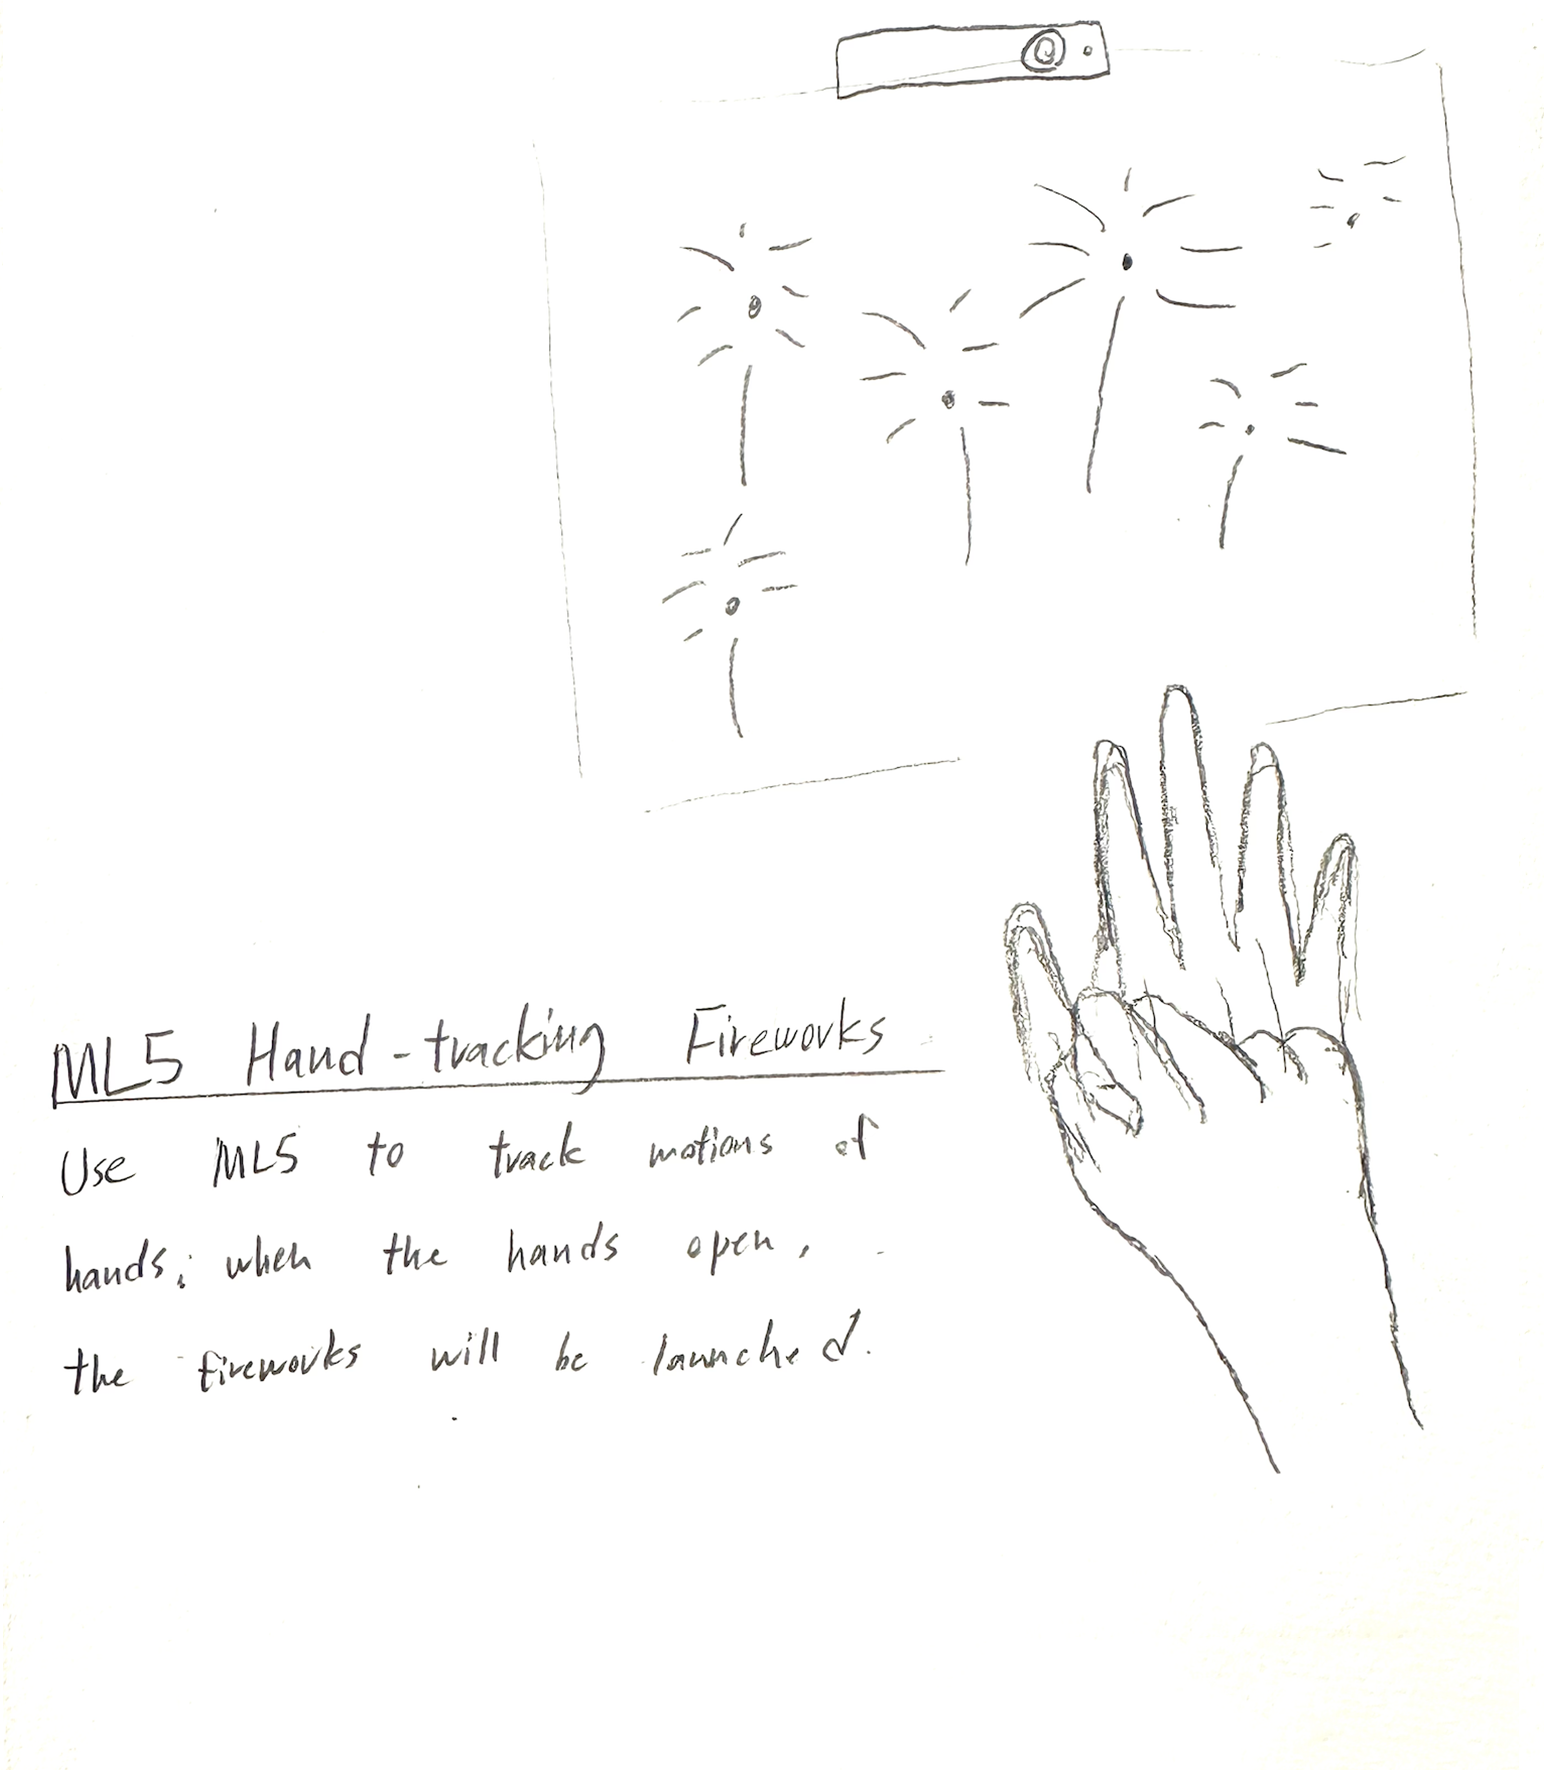 ML5 Hand-tracking Fireworks
Use ML5 to track motions of
hands; when the hands open,
the fireworks will be launched.